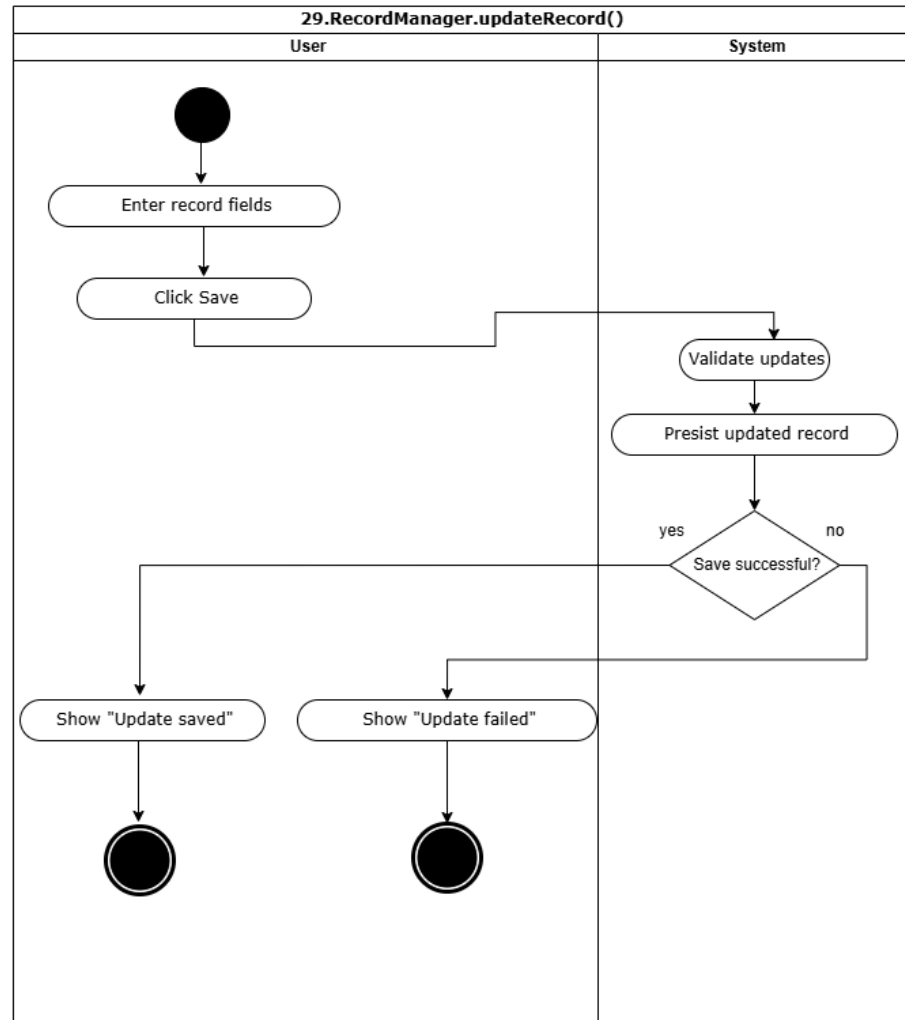 29.RecordManager.updateRecord()
User
System
Enter record fields
Click Save
Validate updates
Presist updated record
yes
no
Save successful?
Show "Update saved"
Show "Update failed"